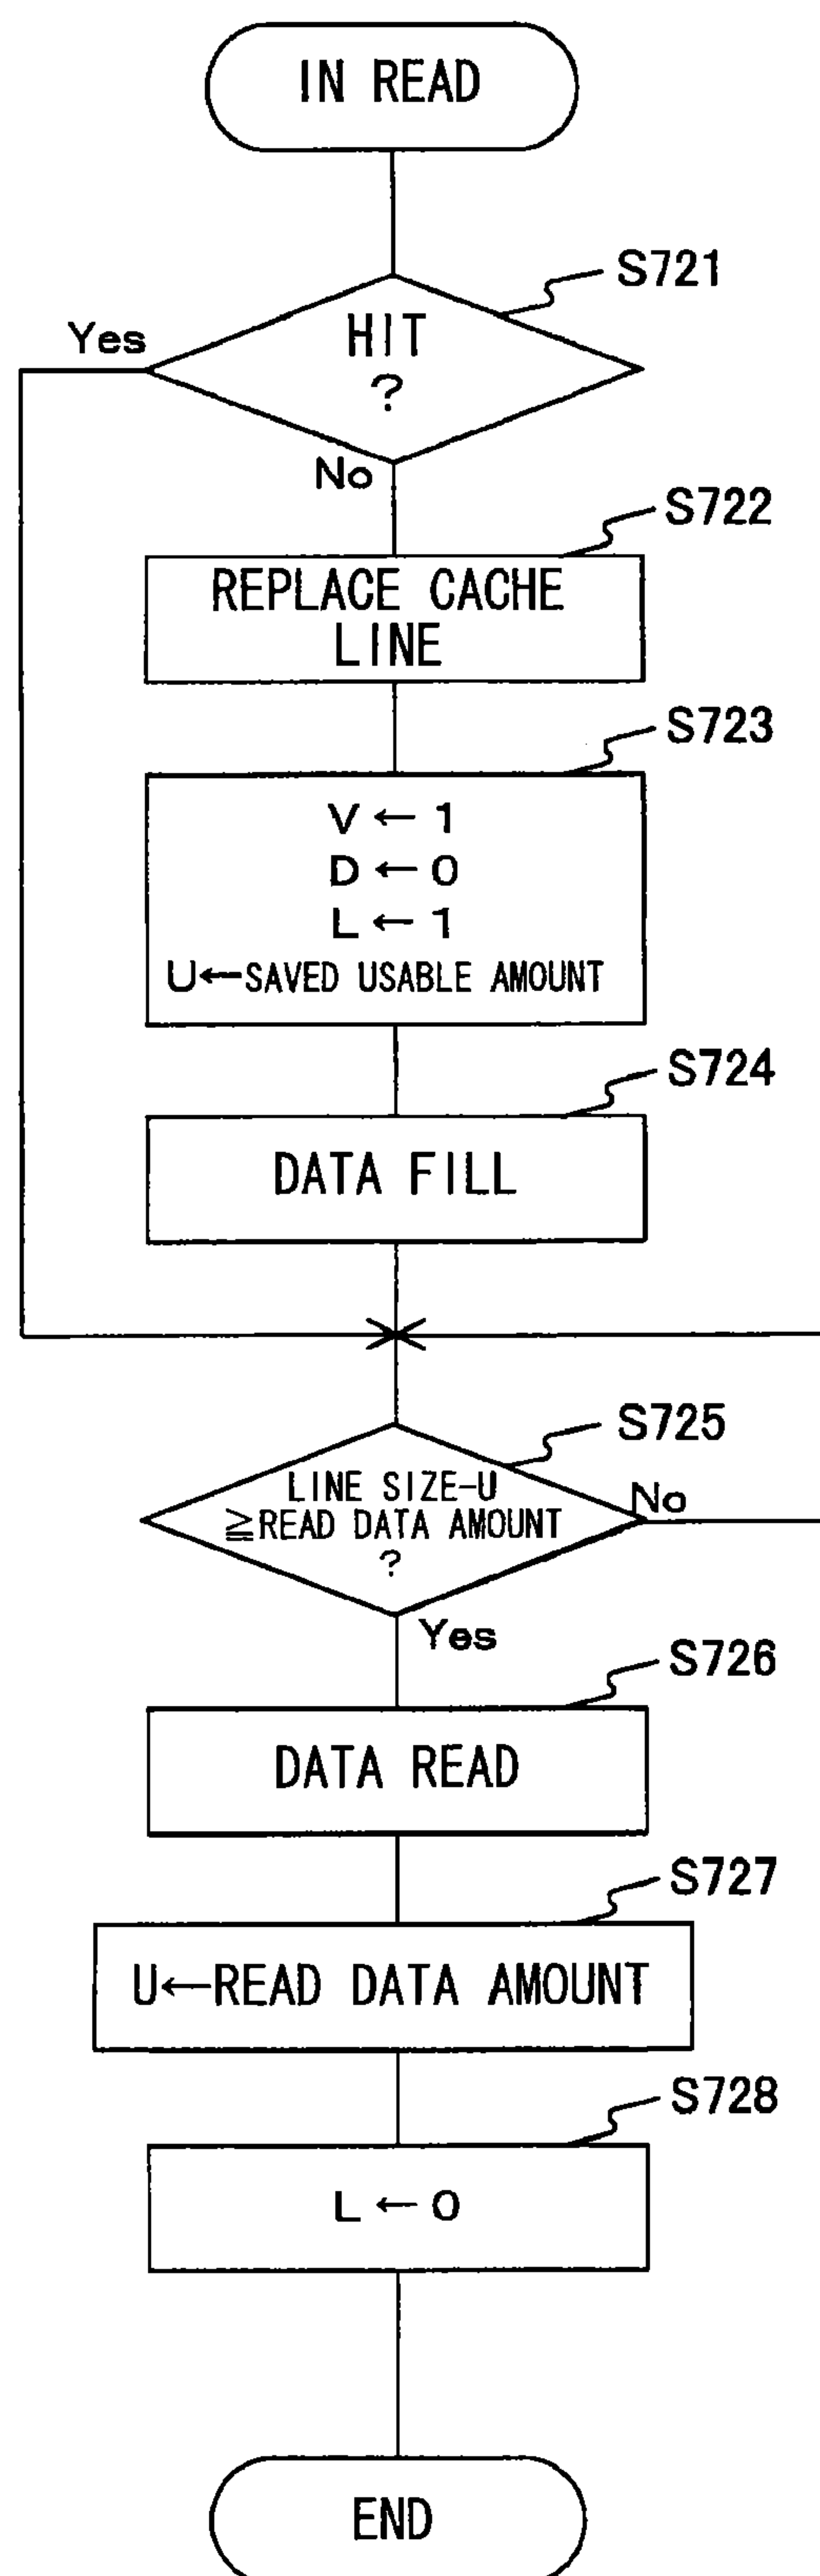 IN READ
S721
Yes
HIT
?
No
S722
REPLACE CACHE
LINE
S723
V ← 1
D ← 0
L ← 1
U←SAVED USABLE AMOUNT
S724
DATA FILL
S725
LINE SIZE-U
≧READ DATA AMOUNT
?
No
Yes
S726
DATA READ
S727
U←READ DATA AMOUNT
S728
L ← 0
END